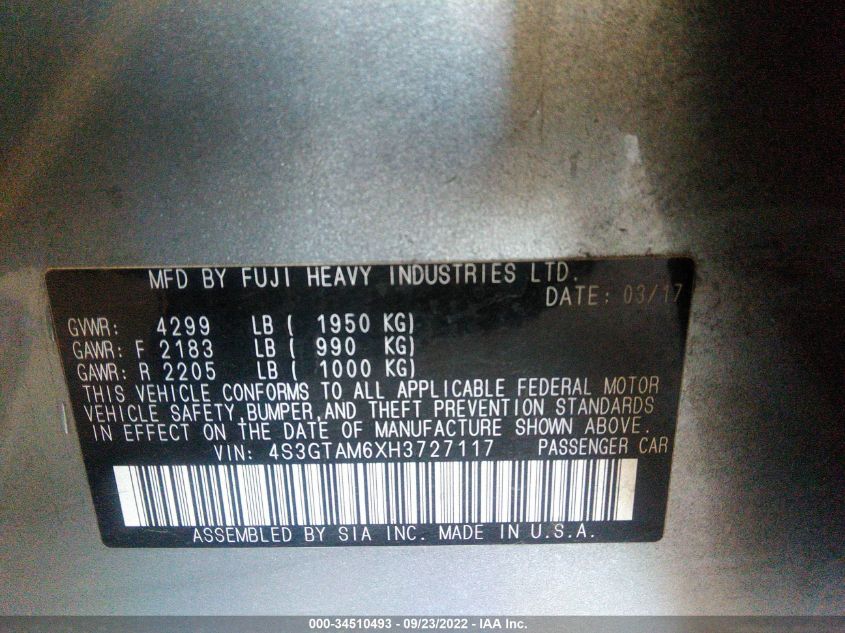 MFD BY FUJI HEAVY INDUSTRIES LTD.
DATE: 03/17
GVWR: 4299 LB ( 1950 KG)
GAWR: F 2183 LB ( 990 KG)
GAWR: R 2205 LB ( 1000 KG)
THIS VEHICLE CONFORMS TO ALL APPLICABLE FEDERAL MOTOR
VEHICLE SAFETY,BUMPER,AND THEFT PREVENTION STANDARDS
IN EFFECT ON THE DATE OF MANUFACTURE SHOWN ABOVE.
VIN: 4S3GTAM6XH3727117 PASSENGER CAR
ASSEMBLED BY SIA INC. MADE IN U.S.A.
000-34510493 - 09/23/2022 - IAA Inc.